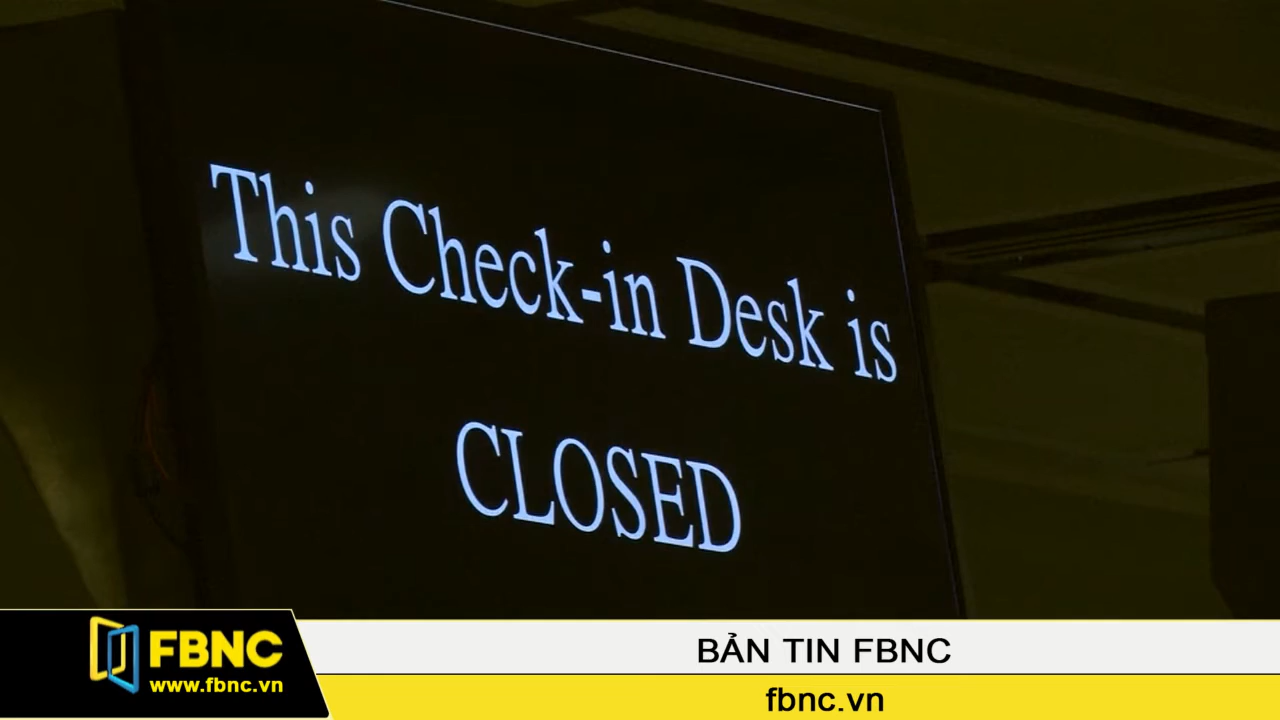 This Check-in Desk is
CLOSED
FBNC
www.fbnc.vn
BẢN TIN FBNC
fbnc.vn